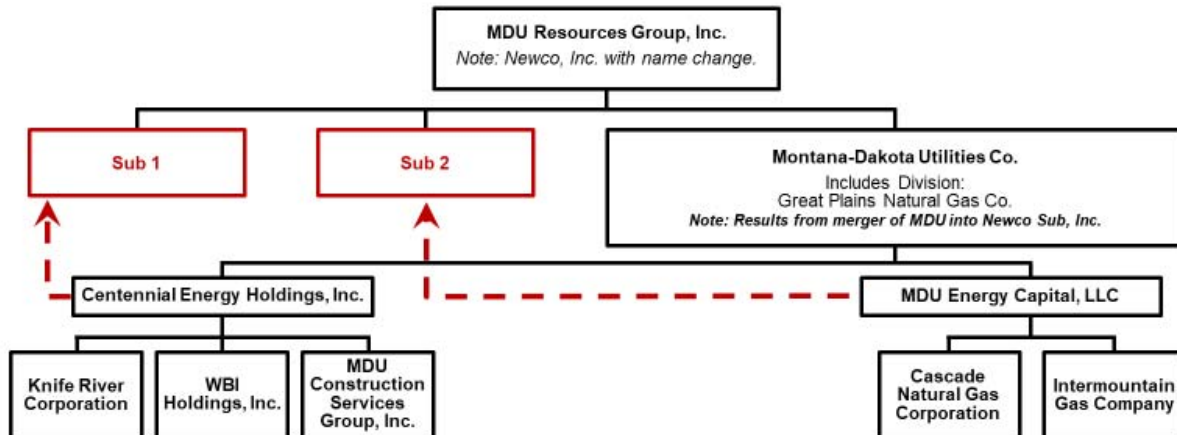 MDU Resources Group, Inc.
Note: Newco, Inc. with name change.
Sub 1
Sub 2
Montana-Dakota Utilities Co.
Includes Division:
Great Plains Natural Gas Co.
Note: Results from merger of MDU into Newco Sub, Inc.
Centennial Energy Holdings, Inc.
MDU Energy Capital, LLC
Knife River
Corporation
WBI
Holdings, Inc.
MDU
Construction
Services
Group, Inc.
Cascade
Natural Gas
Corporation
Intermountain
Gas Company